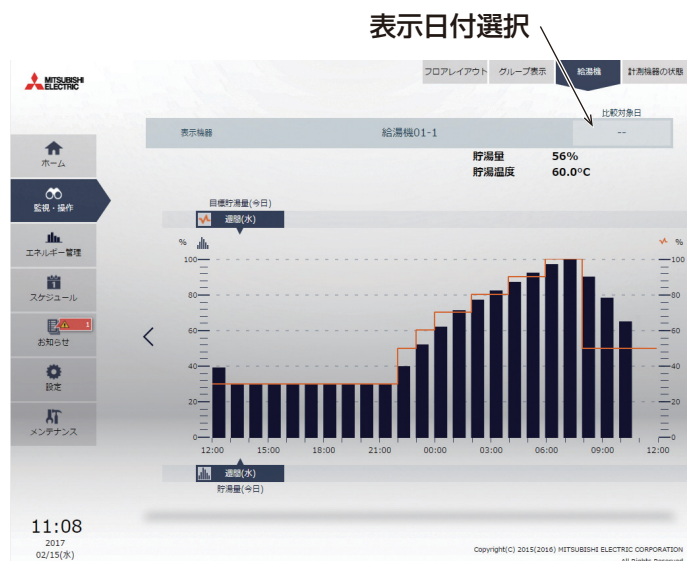 表示日付選択
MITSUBISHI
ELECTRIC
フロアレイアウト グループ表示 給湯機 計測機器の状態
比較対象日
表示機器 給湯機01-1 --
貯湯量 56%
貯湯温度 60.0°C
ホーム
監視・操作
エネルギー管理
スケジュール
1
お知らせ
設定
メンテナンス
目標貯湯量(今日)
週間(水)
% %
100 100
80 80
60 60
40 40
20 20
0 0
12:00 15:00 18:00 21:00 00:00 03:00 06:00 09:00 12:00
週間(水)
貯湯量(今日)
11:08
2017
02/15(水)
Copyright(C) 2015(2016) MITSUBISHI ELECTRIC CORPORATION
All Rights Reserved